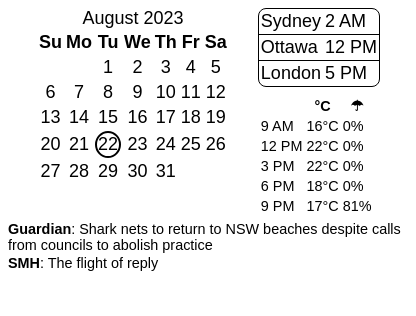 August 2023
Su Mo Tu We Th Fr Sa
1 2 3 4 5
6 7 8 9 10 11 12
13 14 15 16 17 18 19
20 21 22 23 24 25 26
27 28 29 30 31
Sydney 2 AM
Ottawa 12 PM
London 5 PM
°C ☂
9 AM 16°C 0%
12 PM 22°C 0%
3 PM 22°C 0%
6 PM 18°C 0%
9 PM 17°C 81%
Guardian: Shark nets to return to NSW beaches despite calls
from councils to abolish practice
SMH: The flight of reply